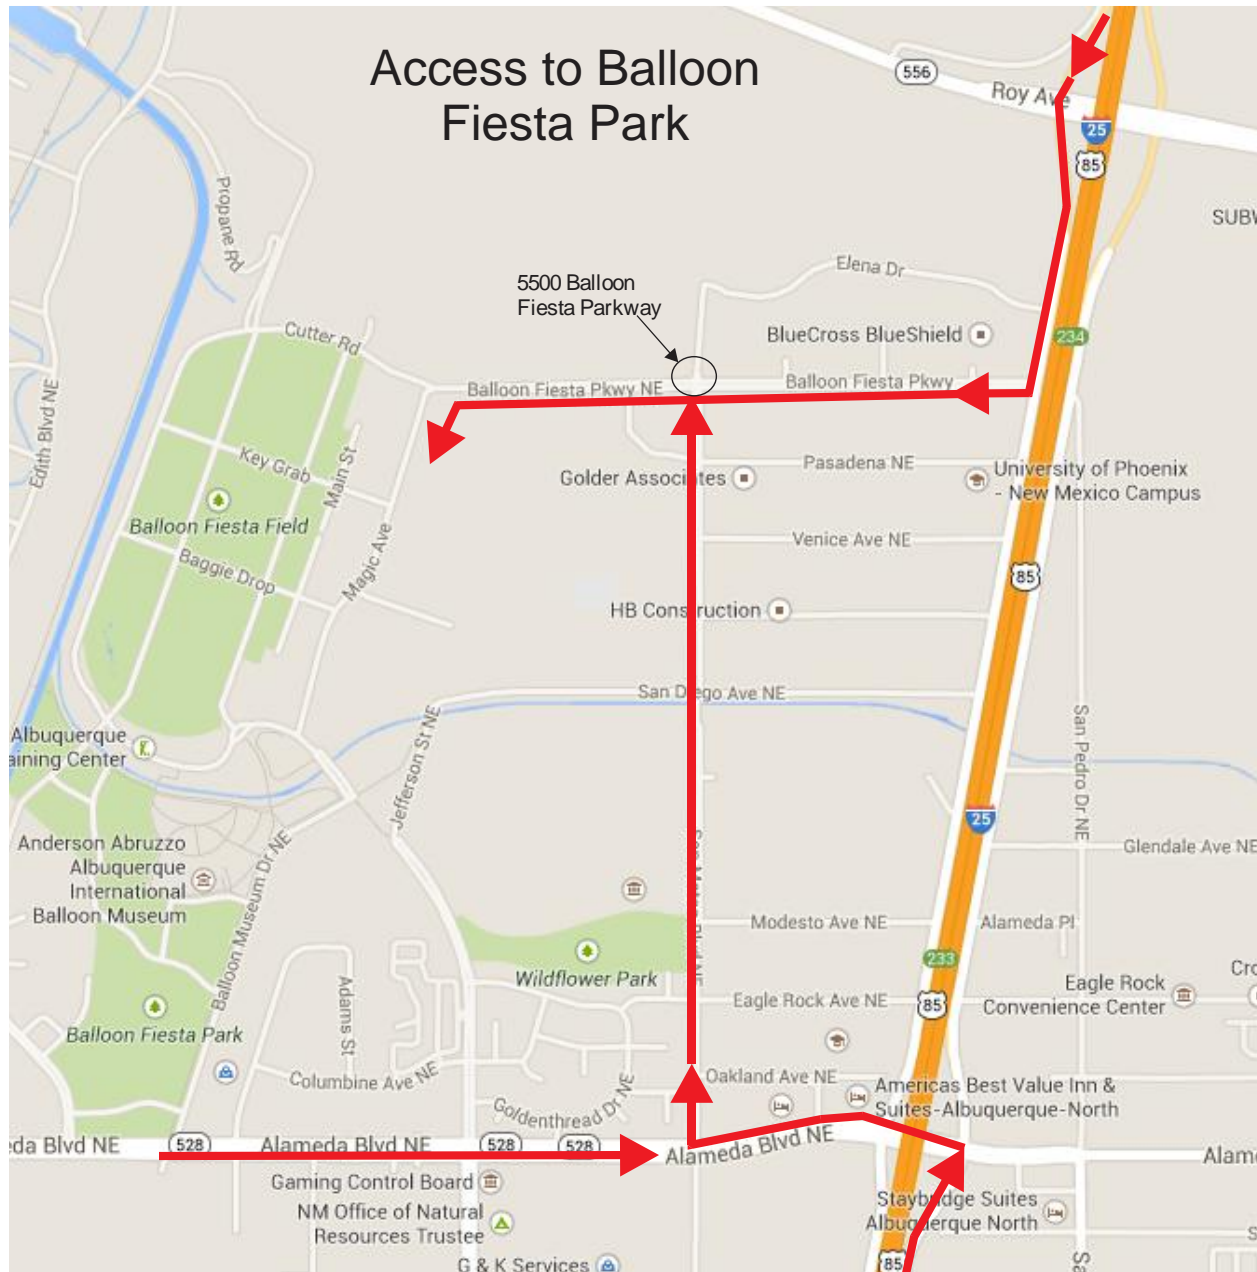 Access to Balloon
Fiesta Park
556
Roy Ave
25
85
Propane Rd
SUBW
Elena Dr
5500 Balloon
Fiesta Parkway
BlueCross BlueShield
234
Cutter Rd
Balloon Fiesta Pkwy NE
Balloon Fiesta Pkwy
Edith Blvd NE
Key Grab
Main St
Pasadena NE
Golder Associates
University of Phoenix
- New Mexico Campus
Balloon Fiesta Field
Magic Ave
Venice Ave NE
Baggie Drop
85
HB Construction
San Diego Ave NE
Albuquerque
aining Center
Jefferson St NE
San Pedro Dr NE
25
Anderson Abruzzo
Albuquerque
International
Balloon Museum
Balloon Museum Dr NE
Glendale Ave NE
Modesto Ave NE
Alameda Pl
Wildflower Park
233
Eagle Rock Ave NE
85
Eagle Rock
Convenience Center
Cro
Adams St
Balloon Fiesta Park
Columbine Ave NE
Goldenthread Dr NE
Oakland Ave NE
Americas Best Value Inn &
Suites-Albuquerque-North
eda Blvd NE
528
Alameda Blvd NE
528
528
Alameda Blvd NE
Alam
Gaming Control Board
NM Office of Natural
Resources Trustee
Staybridge Suites
Albuquerque North
G & K Services
85
Sa
S